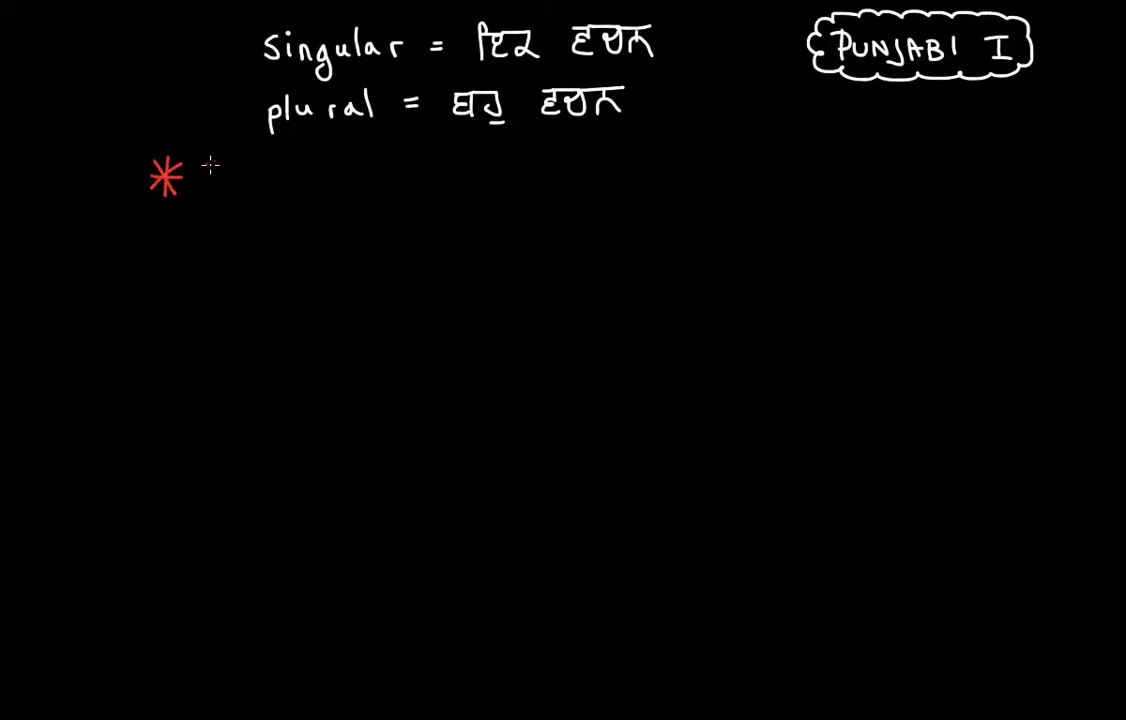 singular = ਇਕ ਵਚਨ
PUNJABI I
plural = ਬਹੁ ਵਚਨ